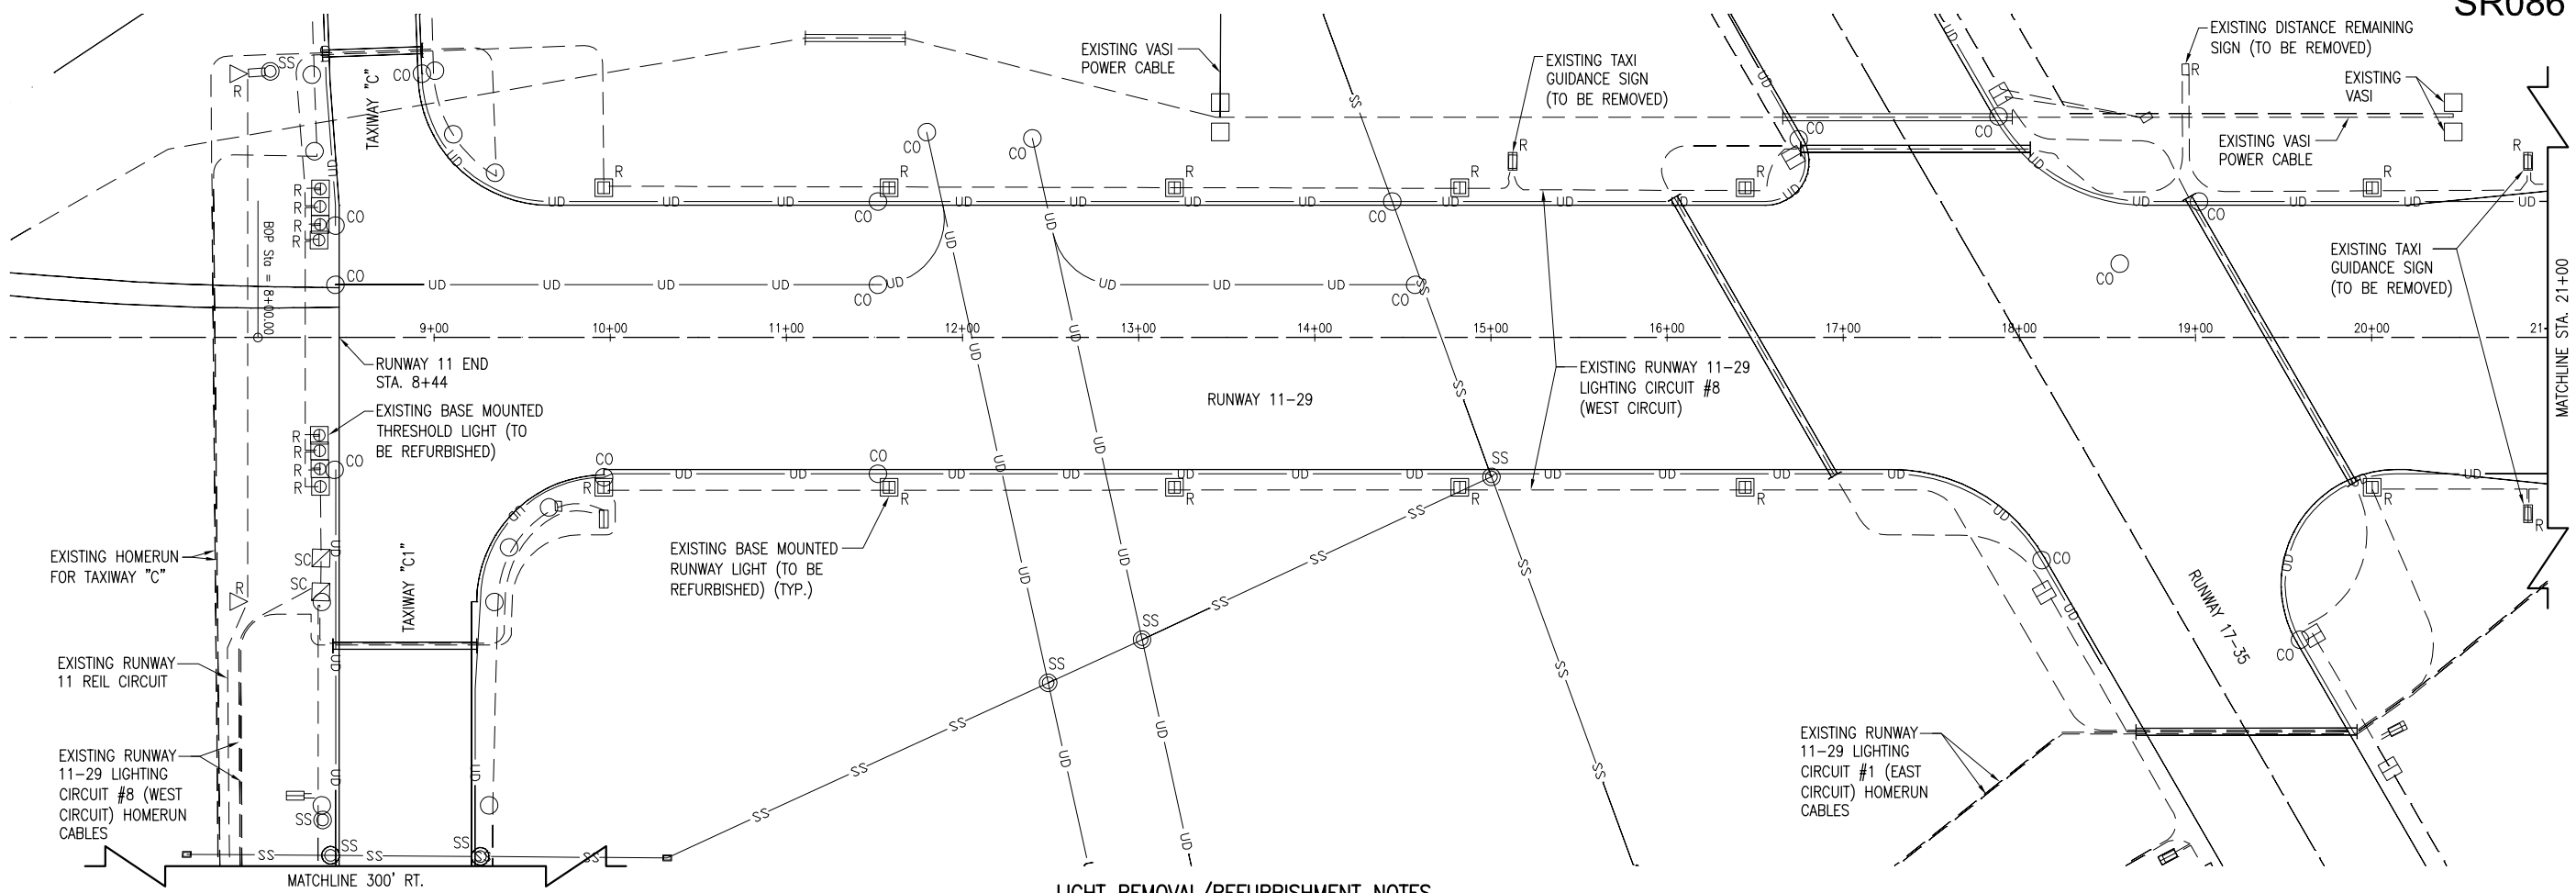 SR086
EXISTING DISTANCE REMAINING
SIGN (TO BE REMOVED)
EXISTING VASI
POWER CABLE
EXISTING TAXI
GUIDANCE SIGN
(TO BE REMOVED)
EXISTING
VASI
EXISTING VASI
POWER CABLE
TAXIWAY "C"
BOP Sta = 8+00.00
EXISTING TAXI
GUIDANCE SIGN
(TO BE REMOVED)
MATCHLINE STA. 21+00
9+00
10+00
11+00
12+00
13+00
14+00
15+00
16+00
17+00
18+00
19+00
20+00
21+
RUNWAY 11 END
STA. 8+44
EXISTING RUNWAY 11-29
LIGHTING CIRCUIT #8
(WEST CIRCUIT)
RUNWAY 11-29
EXISTING BASE MOUNTED
THRESHOLD LIGHT (TO
BE REFURBISHED)
EXISTING HOMERUN
FOR TAXIWAY "C"
TAXIWAY "C1"
EXISTING BASE MOUNTED
RUNWAY LIGHT (TO BE
REFURBISHED) (TYP.)
RUNWAY 17-35
EXISTING RUNWAY
11 REIL CIRCUIT
EXISTING RUNWAY
11-29 LIGHTING
CIRCUIT #8 (WEST
CIRCUIT) HOMERUN
CABLES
EXISTING RUNWAY
11-29 LIGHTING
CIRCUIT #1 (EAST
CIRCUIT) HOMERUN
CABLES
MATCHLINE 300' RT.
LIGHT REMOVAL/REFURBISHMENT NOTES